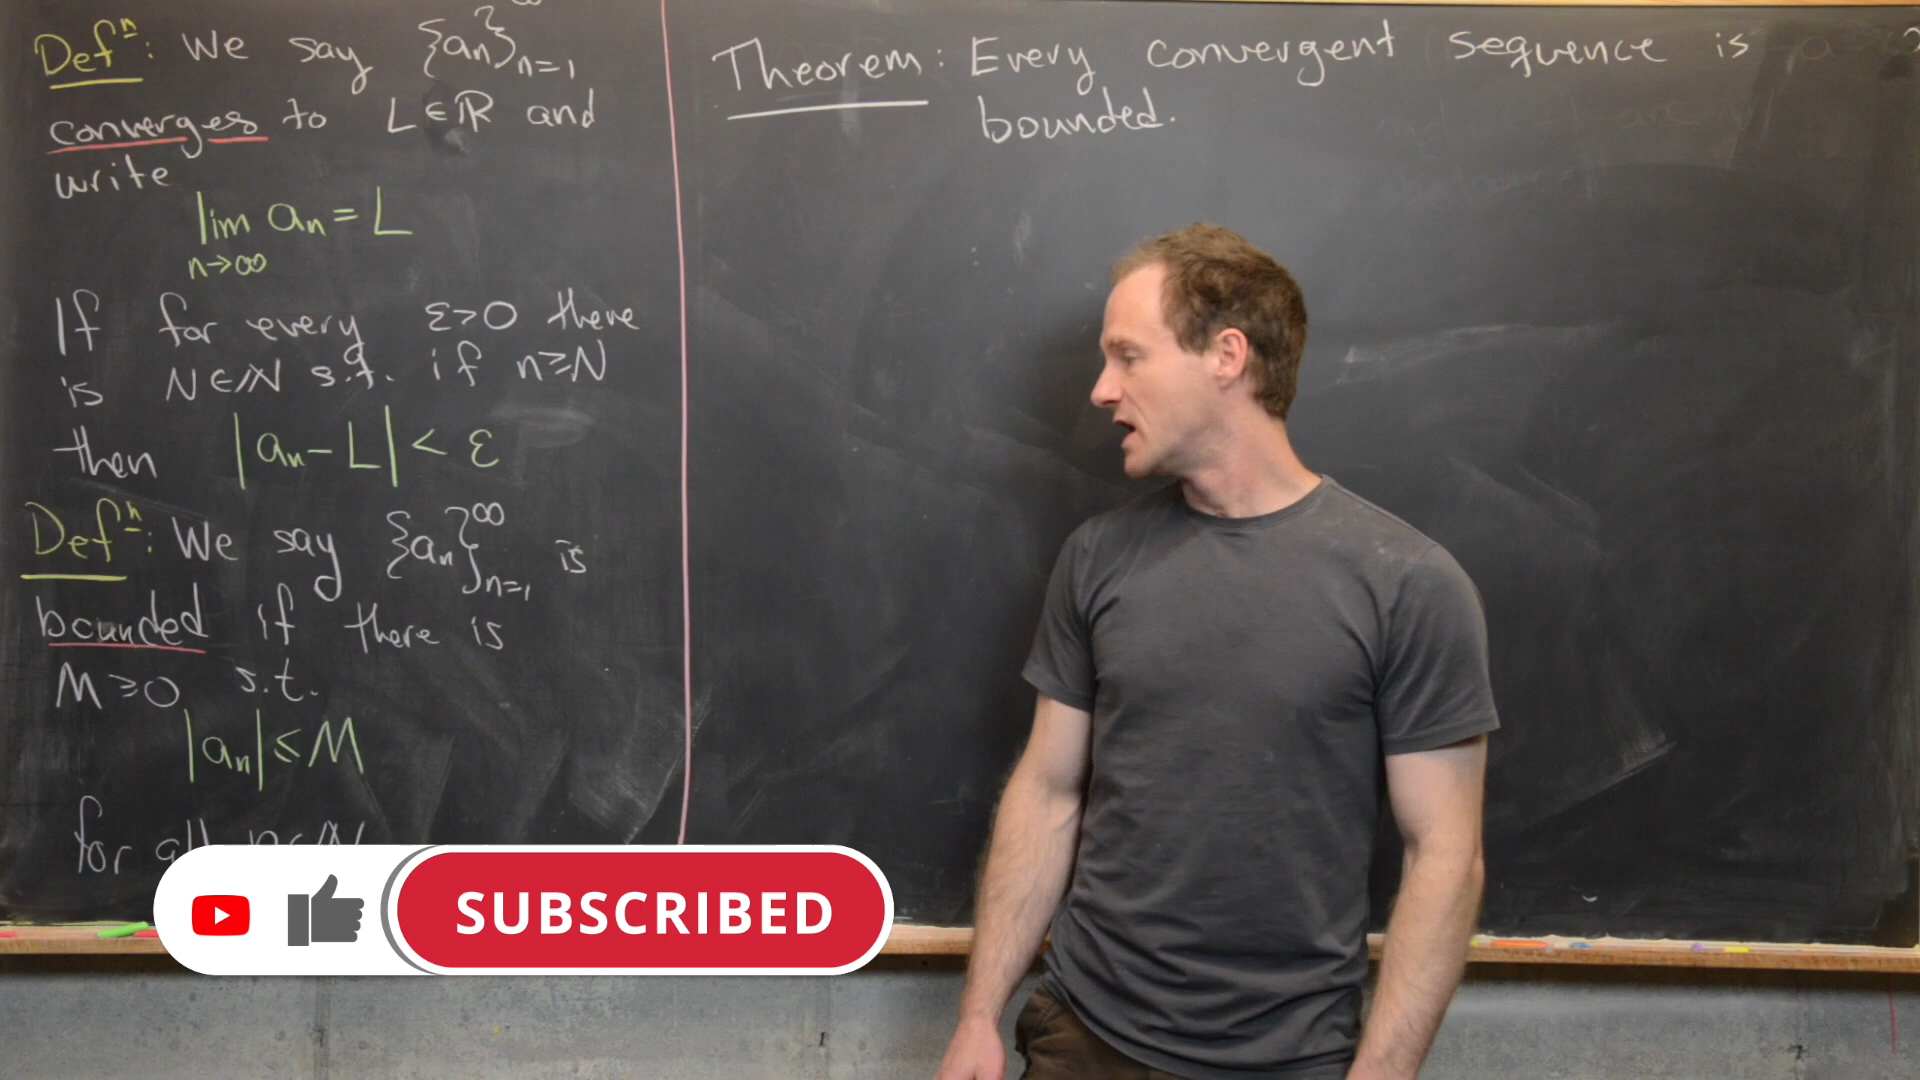 Defⁿ: We say {aₙ}ₙ₌₁^∞
converges to L∈ℝ and
write
lim aₙ = L
n→∞
If for every ε>0 there
is N∈ℕ s.t. if n≥N
then |aₙ-L| < ε
Defⁿ: We say {aₙ}ₙ₌₁^∞ is
bounded if there is
M≥0 s.t.
|aₙ|≤M
for all n∈ℕ
Theorem: Every convergent sequence is
bounded.
SUBSCRIBED